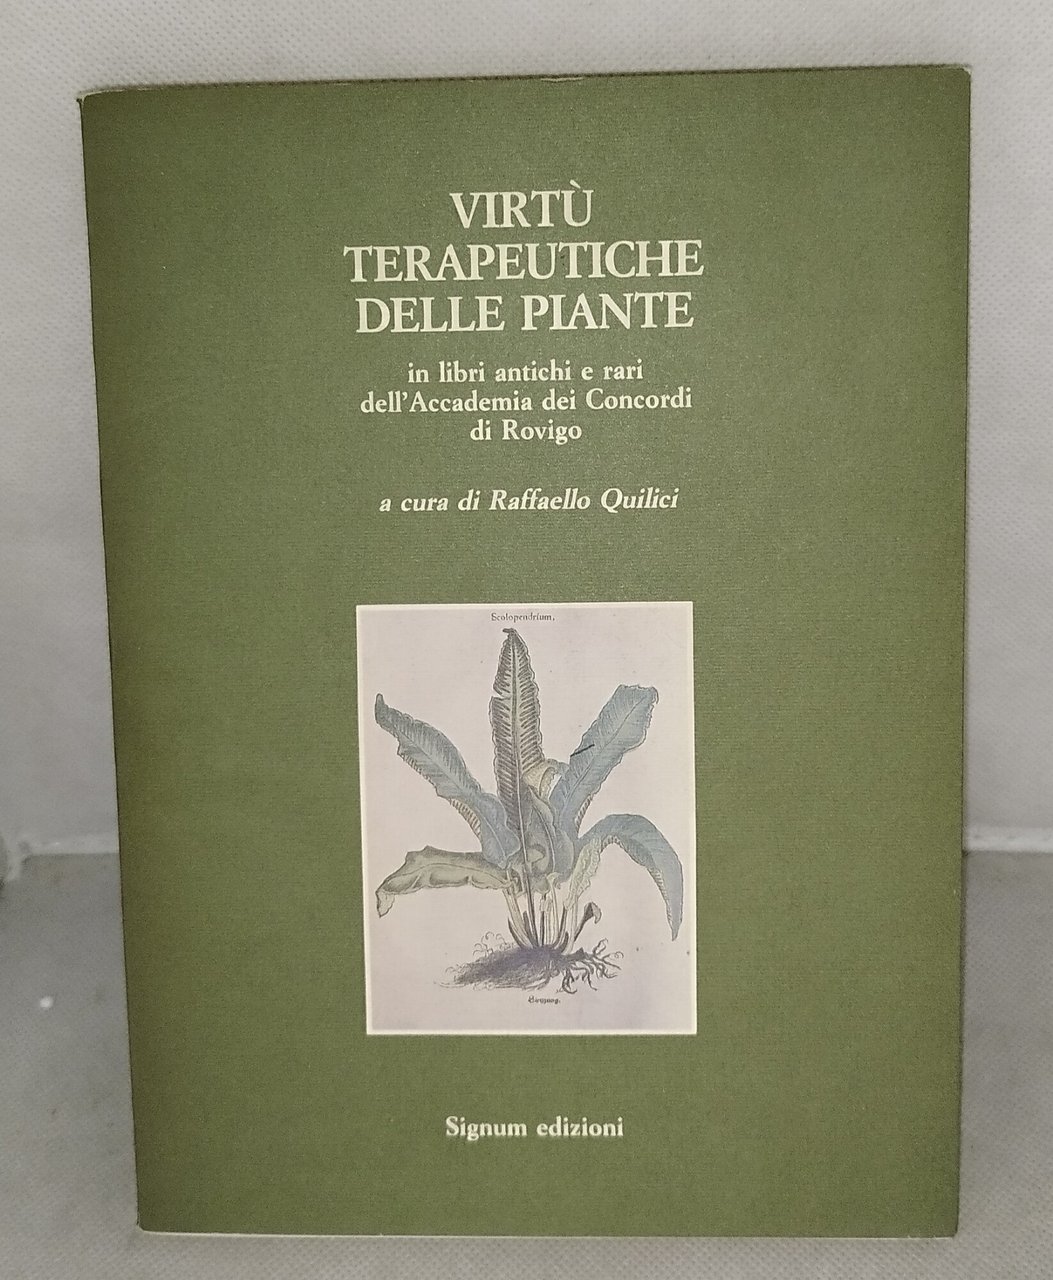 VIRTÙ
TERAPEUTICHE
DELLE PIANTE
in libri antichi e rari
dell'Accademia dei Concordi
di Rovigo
a cura di Raffaello Quilici
Scolopendrium.
Signum edizioni